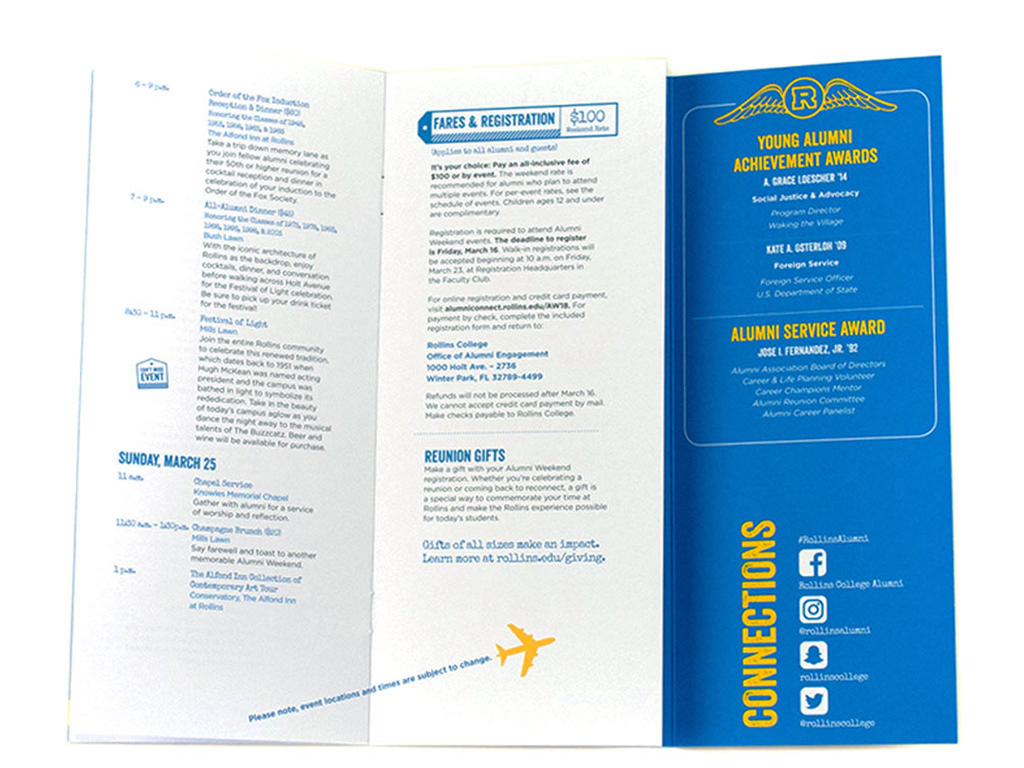 6 – 9 p.m.
Order of the Fox Induction
Reception & Dinner ($60)
Honoring the Classes of 1948,
1953, 1958, 1963, & 1968
The Alfond Inn at Rollins
Take a trip down memory lane as
you join fellow alumni celebrating
their 50th or higher reunion for a
cocktail reception and dinner in
celebration of your induction to the
Order of the Fox Society.
7 – 9 p.m.
All-Alumni Dinner
Honoring the Classes of 1973, 1978, 1983,
1988, 1993, 1998, & 2003
Bush Lawn
With the iconic architecture of
Rollins as the backdrop, enjoy
cocktails, dinner, and conversation
before walking across Holt Avenue
for the Festival of Light celebration.
Be sure to pick up your drink ticket
for the festival!
8:30 – 11 p.m.
Festival of Light
Mills Lawn
Join the entire Rollins community
to celebrate this renewed tradition,
which dates back to 1951 when
Hugh McKean was named acting
president and the campus was
bathed in light to symbolize its
rededication. Take in the beauty
of today's campus aglow as you
dance the night away to the musical
talents of The Buzzcatz. Beer and
wine will be available for purchase.
CAN'T MISS
EVENT
SUNDAY, MARCH 25
11 a.m.
Chapel Service
Knowles Memorial Chapel
Gather with alumni for a service
of worship and reflection.
11:30 a.m. – 1:30p.m. Champagne Brunch
Mills Lawn
Say farewell and toast to another
memorable Alumni Weekend.
1 p.m.
The Alfond Inn Collection of
Contemporary Art Tour
Conservatory, The Alfond Inn
at Rollins
Please note, event locations and times are subject to change.
FARES & REGISTRATION
$100
Weekend Rate
(Applies to all alumni and guests)
It's your choice: Pay an all-inclusive fee of
$100 or by event. The weekend rate is
recommended for alumni who plan to attend
multiple events. For per-event rates, see the
schedule of events. Children ages 12 and under
are complimentary.
Registration is required to attend Alumni
Weekend events. The deadline to register
is Friday, March 16. Walk-in registrations will
be accepted beginning at 10 a.m. on Friday,
March 23, at Registration Headquarters in
the Faculty Club.
For online registration and credit card payment,
visit alumniconnect.rollins.edu/AW18. For
payment by check, complete the included
registration form and return to:
Rollins College
Office of Alumni Engagement
1000 Holt Ave. – 2736
Winter Park, FL 32789-4499
Refunds will not be processed after March 16.
We cannot accept credit card payment by mail.
Make checks payable to Rollins College.
REUNION GIFTS
Make a gift with your Alumni Weekend
registration. Whether you're celebrating a
reunion or coming back to reconnect, a gift is
a special way to commemorate your time at
Rollins and make the Rollins experience possible
for today's students.
Gifts of all sizes make an impact.
Learn more at rollins.edu/giving.
R
YOUNG ALUMNI
ACHIEVEMENT AWARDS
A. GRACE LOESCHER '14
Social Justice & Advocacy
Program Director
Waking the Village
KATE A. OSTERLOH '09
Foreign Service
Foreign Service Officer
U.S. Department of State
ALUMNI SERVICE AWARD
JOSE I. FERNANDEZ, JR. '92
Alumni Association Board of Directors
Career & Life Planning Volunteer
Career Champions Mentor
Alumni Reunion Committee
Alumni Career Panelist
CONNECTIONS
#RollinsAlumni
Rollins College Alumni
@rollinsalumni
rollinscollege
@rollinscollege